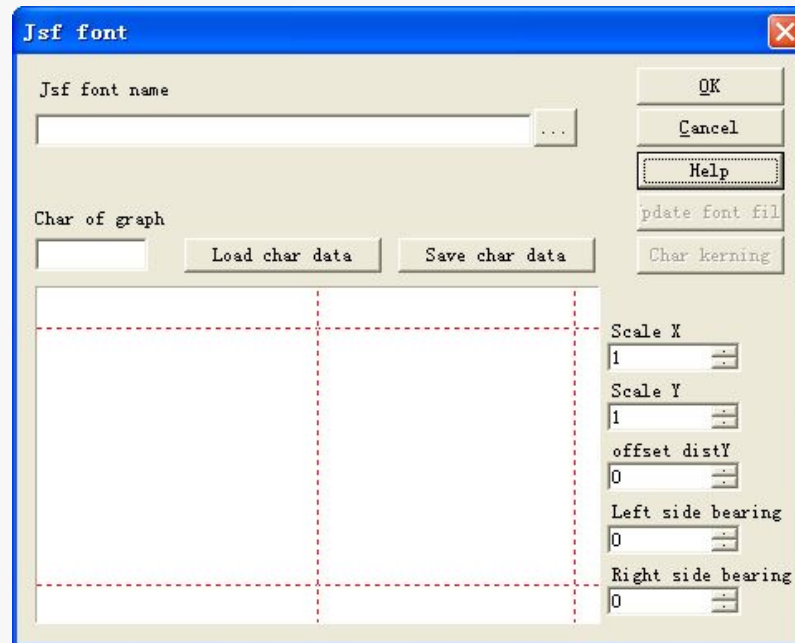 Jsf font
Jsf font name
...
OK
Cancel
Help
pdate font fil
Char of graph
Load char data
Save char data
Char kerning
Scale X
1
Scale Y
1
offset distY
0
Left side bearing
0
Right side bearing
0